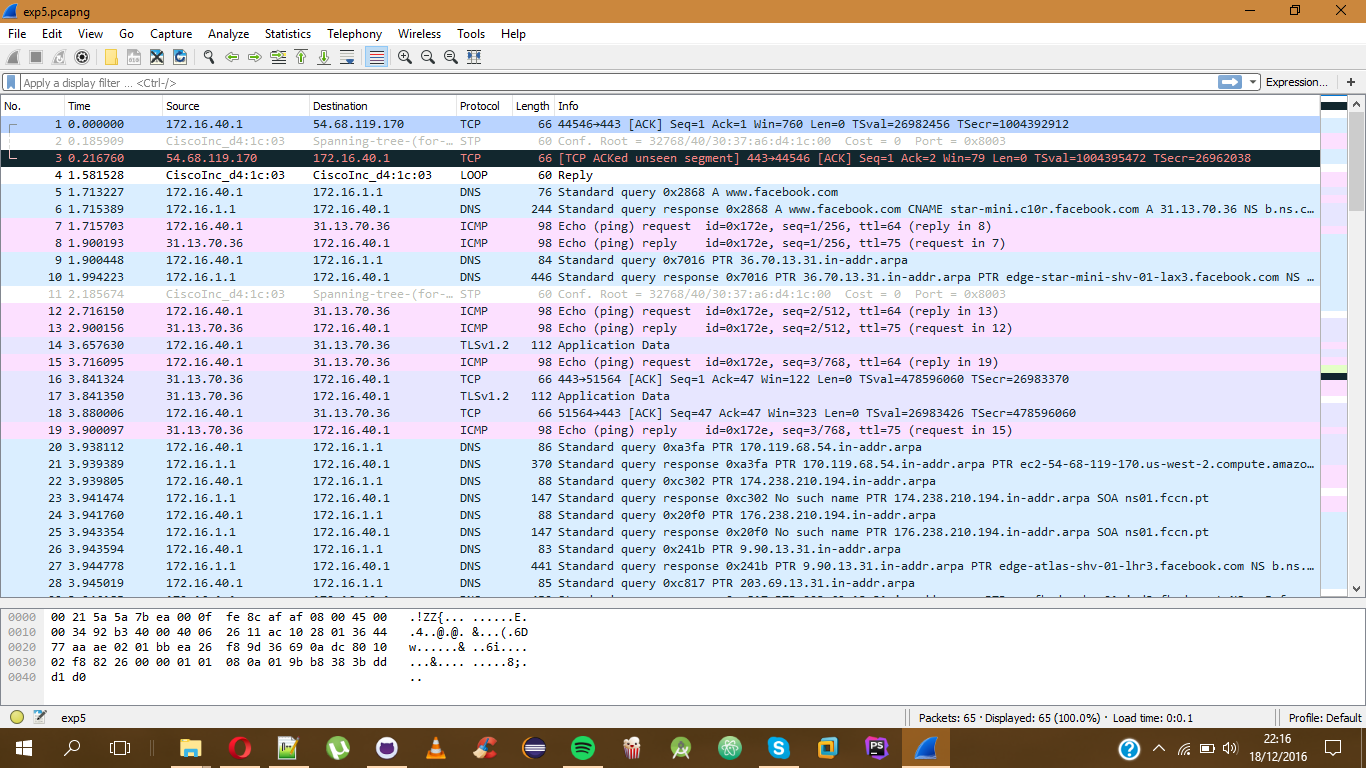 exp5.pcapng
File Edit View Go Capture Analyze Statistics Telephony Wireless Tools Help
Apply a display filter ... <Ctrl-/> Expression... +
No. Time Source Destination Protocol Length Info
1 0.000000 172.16.40.1 54.68.119.170 TCP 66 44546→443 [ACK] Seq=1 Ack=1 Win=760 Len=0 TSval=26982456 TSecr=1004392912
2 0.185909 CiscoInc_d4:1c:03 Spanning-tree-(for-… STP 60 Conf. Root = 32768/40/30:37:a6:d4:1c:00 Cost = 0 Port = 0x8003
3 0.216760 54.68.119.170 172.16.40.1 TCP 66 [TCP ACKed unseen segment] 443→44546 [ACK] Seq=1 Ack=2 Win=79 Len=0 TSval=1004395472 TSecr=26962038
4 1.581528 CiscoInc_d4:1c:03 CiscoInc_d4:1c:03 LOOP 60 Reply
5 1.713227 172.16.40.1 172.16.1.1 DNS 76 Standard query 0x2868 A www.facebook.com
6 1.715389 172.16.1.1 172.16.40.1 DNS 244 Standard query response 0x2868 A www.facebook.com CNAME star-mini.c10r.facebook.com A 31.13.70.36 NS b.ns.c…
7 1.715703 172.16.40.1 31.13.70.36 ICMP 98 Echo (ping) request id=0x172e, seq=1/256, ttl=64 (reply in 8)
8 1.900193 31.13.70.36 172.16.40.1 ICMP 98 Echo (ping) reply id=0x172e, seq=1/256, ttl=75 (request in 7)
9 1.900448 172.16.40.1 172.16.1.1 DNS 84 Standard query 0x7016 PTR 36.70.13.31.in-addr.arpa
10 1.994223 172.16.1.1 172.16.40.1 DNS 446 Standard query response 0x7016 PTR 36.70.13.31.in-addr.arpa PTR edge-star-mini-shv-01-lax3.facebook.com NS …
11 2.185674 CiscoInc_d4:1c:03 Spanning-tree-(for-… STP 60 Conf. Root = 32768/40/30:37:a6:d4:1c:00 Cost = 0 Port = 0x8003
12 2.716150 172.16.40.1 31.13.70.36 ICMP 98 Echo (ping) request id=0x172e, seq=2/512, ttl=64 (reply in 13)
13 2.900156 31.13.70.36 172.16.40.1 ICMP 98 Echo (ping) reply id=0x172e, seq=2/512, ttl=75 (request in 12)
14 3.657630 172.16.40.1 31.13.70.36 TLSv1.2 112 Application Data
15 3.716095 172.16.40.1 31.13.70.36 ICMP 98 Echo (ping) request id=0x172e, seq=3/768, ttl=64 (reply in 19)
16 3.841324 31.13.70.36 172.16.40.1 TCP 66 443→51564 [ACK] Seq=1 Ack=47 Win=122 Len=0 TSval=478596060 TSecr=26983370
17 3.841350 31.13.70.36 172.16.40.1 TLSv1.2 112 Application Data
18 3.880006 172.16.40.1 31.13.70.36 TCP 66 51564→443 [ACK] Seq=47 Ack=47 Win=323 Len=0 TSval=26983426 TSecr=478596060
19 3.900097 31.13.70.36 172.16.40.1 ICMP 98 Echo (ping) reply id=0x172e, seq=3/768, ttl=75 (request in 15)
20 3.938112 172.16.40.1 172.16.1.1 DNS 86 Standard query 0xa3fa PTR 170.119.68.54.in-addr.arpa
21 3.939389 172.16.1.1 172.16.40.1 DNS 370 Standard query response 0xa3fa PTR 170.119.68.54.in-addr.arpa PTR ec2-54-68-119-170.us-west-2.compute.amazo…
22 3.939805 172.16.40.1 172.16.1.1 DNS 88 Standard query 0xc302 PTR 174.238.210.194.in-addr.arpa
23 3.941474 172.16.1.1 172.16.40.1 DNS 147 Standard query response 0xc302 No such name PTR 174.238.210.194.in-addr.arpa SOA ns01.fccn.pt
24 3.941760 172.16.40.1 172.16.1.1 DNS 88 Standard query 0x20f0 PTR 176.238.210.194.in-addr.arpa
25 3.943354 172.16.1.1 172.16.40.1 DNS 147 Standard query response 0x20f0 No such name PTR 176.238.210.194.in-addr.arpa SOA ns01.fccn.pt
26 3.943594 172.16.40.1 172.16.1.1 DNS 83 Standard query 0x241b PTR 9.90.13.31.in-addr.arpa
27 3.944778 172.16.1.1 172.16.40.1 DNS 441 Standard query response 0x241b PTR 9.90.13.31.in-addr.arpa PTR edge-atlas-shv-01-lhr3.facebook.com NS b.ns.…
28 3.945019 172.16.40.1 172.16.1.1 DNS 85 Standard query 0xc817 PTR 203.69.13.31.in-addr.arpa
0000 00 21 5a 5a 7b ea 00 0f fe 8c af af 08 00 45 00 .!ZZ{... ......E.
0010 00 34 92 b3 40 00 40 06 26 11 ac 10 28 01 36 44 .4..@.@. &...(.6D
0020 77 aa ae 02 01 bb ea 26 f8 9d 36 69 0a dc 80 10 w......& ..6i....
0030 02 f8 82 26 00 00 01 01 08 0a 01 9b b8 38 3b dd ...&.... .....8;.
0040 d1 d0 ..
exp5 Packets: 65 · Displayed: 65 (100.0%) · Load time: 0:0.1 Profile: Default
22:16
18/12/2016